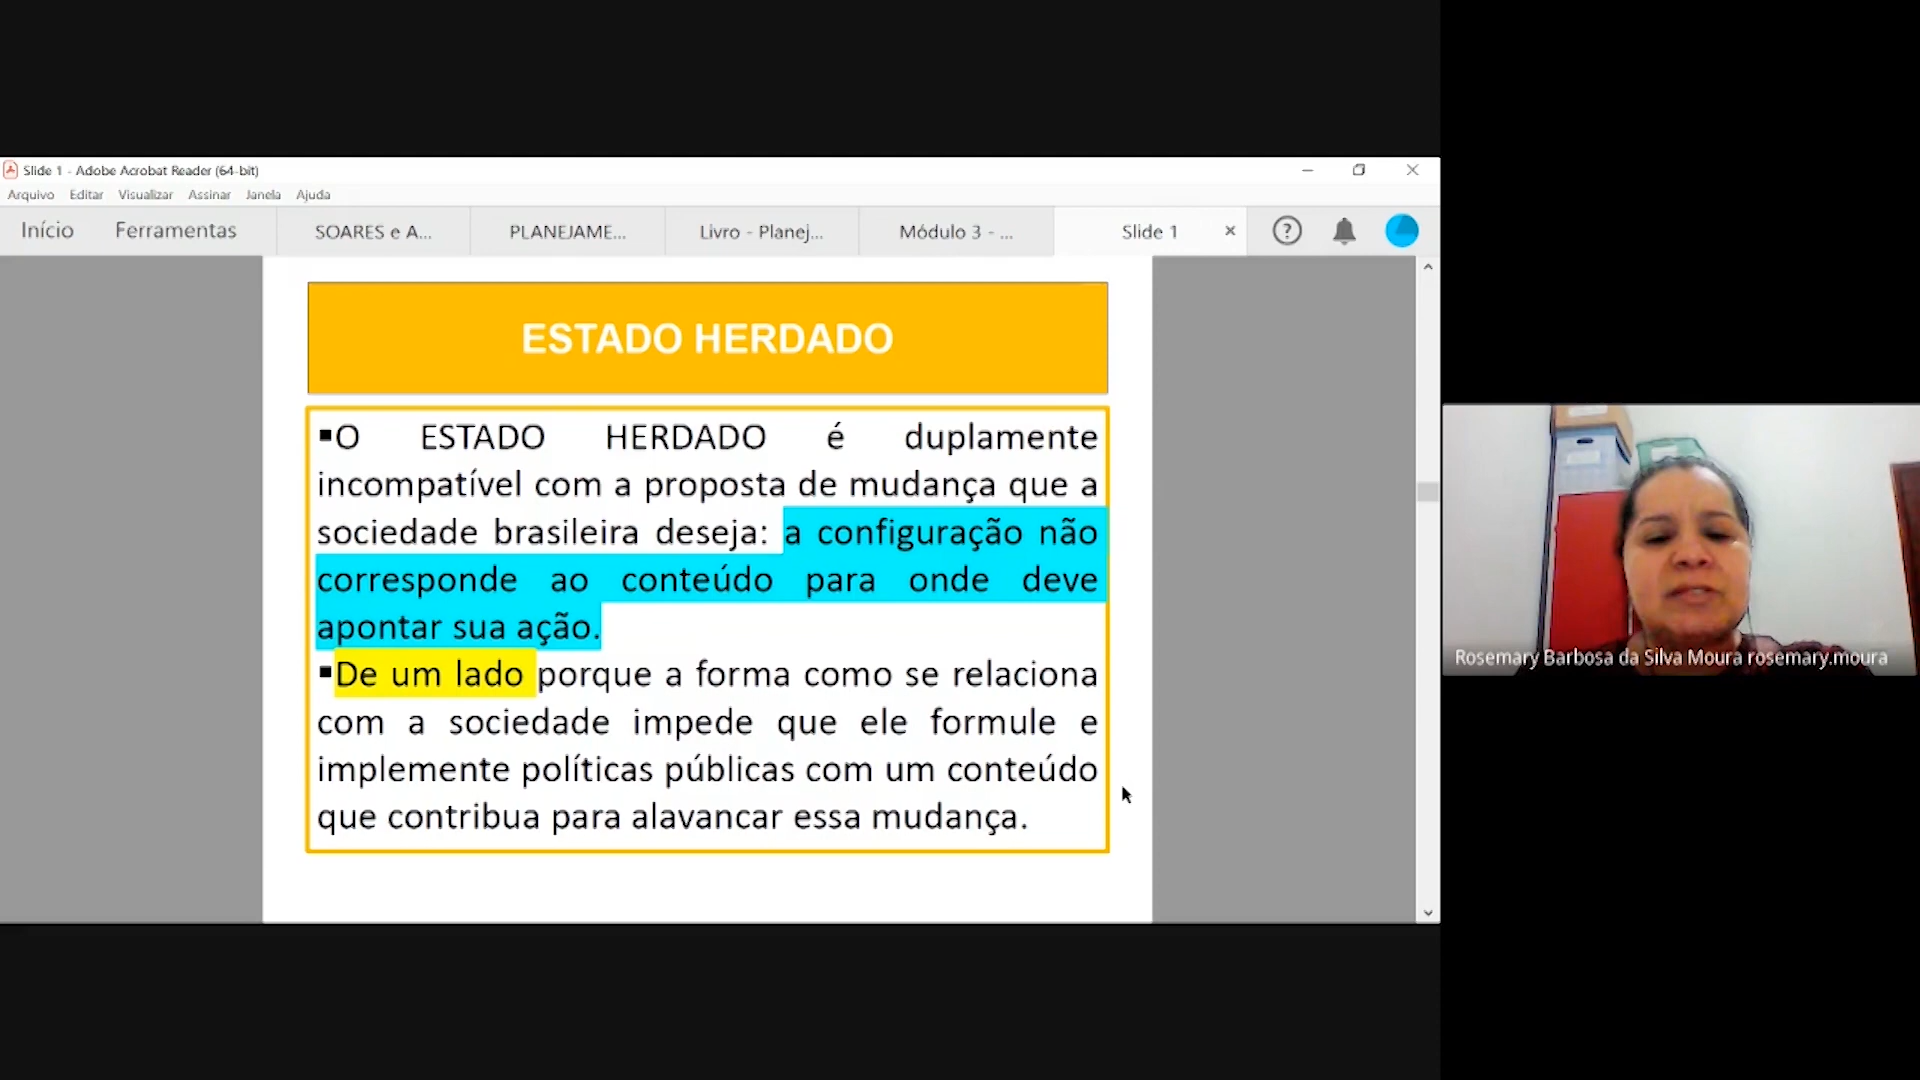 Slide 1 - Adobe Acrobat Reader (64-bit)
Arquivo Editar Visualizar Assinar Janela Ajuda
Início Ferramentas SOARES e A... PLANEJAME... Livro - Planej... Módulo 3 - ... Slide 1
ESTADO HERDADO
▪O ESTADO HERDADO é duplamente
incompatível com a proposta de mudança que a
sociedade brasileira deseja: a configuração não
corresponde ao conteúdo para onde deve
apontar sua ação.
▪De um lado porque a forma como se relaciona
com a sociedade impede que ele formule e
implemente políticas públicas com um conteúdo
que contribua para alavancar essa mudança.
Rosemary Barbosa da Silva Moura rosemary.moura